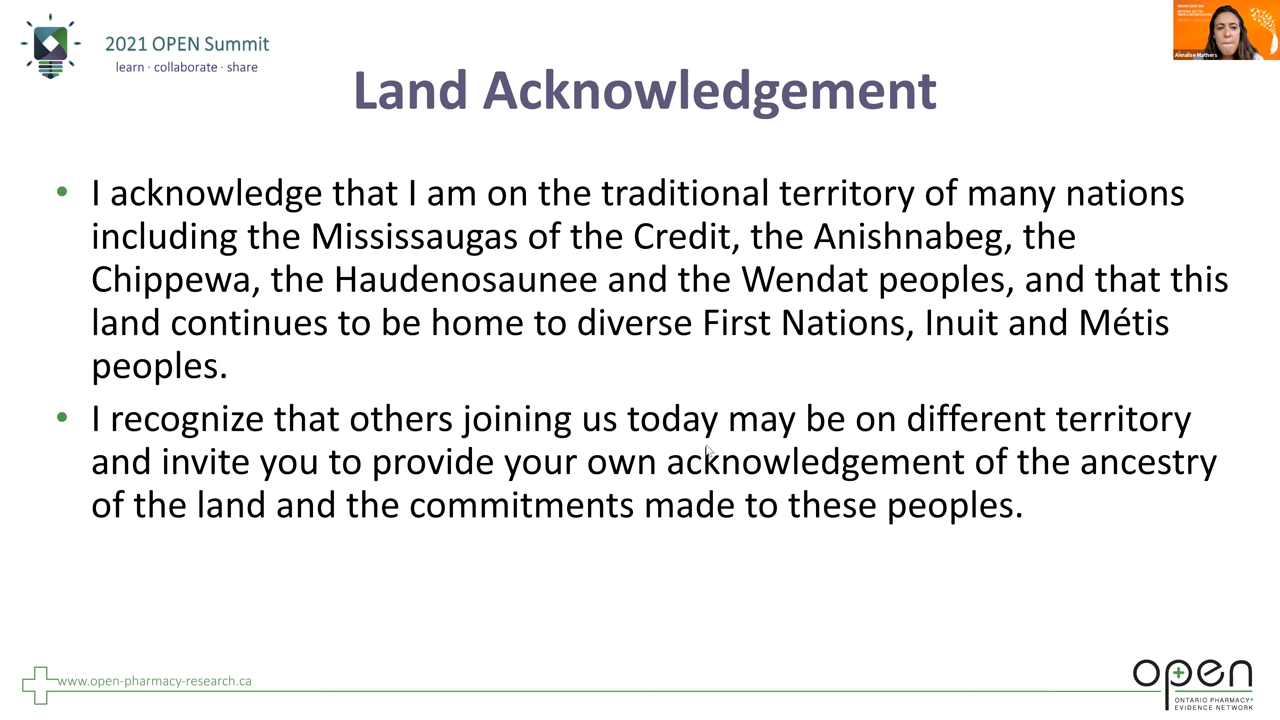 2021 OPEN Summit
learn · collaborate · share
Annalise Mathers
Land Acknowledgement
• I acknowledge that I am on the traditional territory of many nations
including the Mississaugas of the Credit, the Anishnabeg, the
Chippewa, the Haudenosaunee and the Wendat peoples, and that this
land continues to be home to diverse First Nations, Inuit and Métis
peoples.
• I recognize that others joining us today may be on different territory
and invite you to provide your own acknowledgement of the ancestry
of the land and the commitments made to these peoples.
www.open-pharmacy-research.ca
open
ONTARIO PHARMACY+
EVIDENCE NETWORK